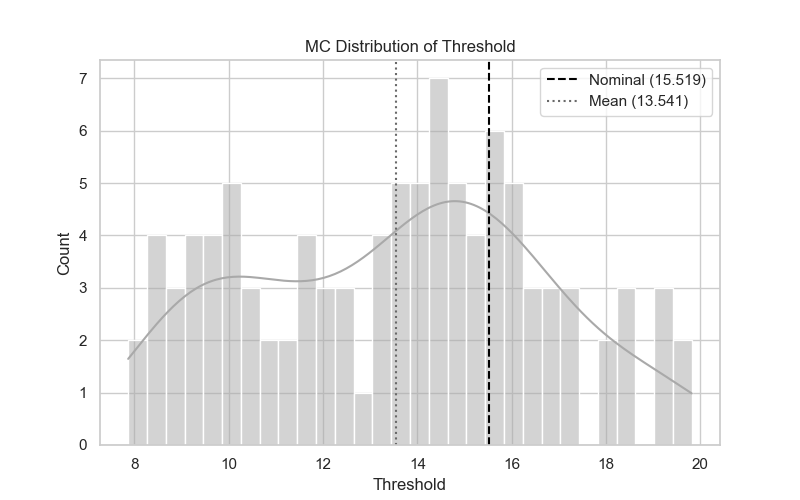 MC Distribution of Threshold
Nominal (15.519)
Mean (13.541)
7
6
5
4
3
2
1
0
Count
8 10 12 14 16 18 20
Threshold